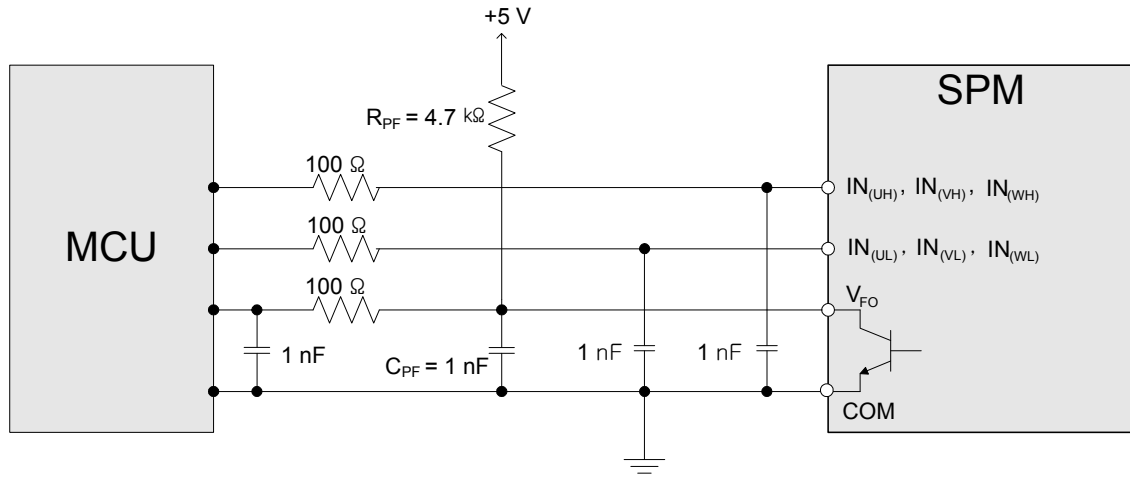 +5 V
SPM
R_PF = 4.7 kΩ
100 Ω
IN(UH), IN(VH), IN(WH)
100 Ω
MCU
IN(UL), IN(VL), IN(WL)
100 Ω
V_FO
1 nF
C_PF = 1 nF
1 nF
1 nF
COM